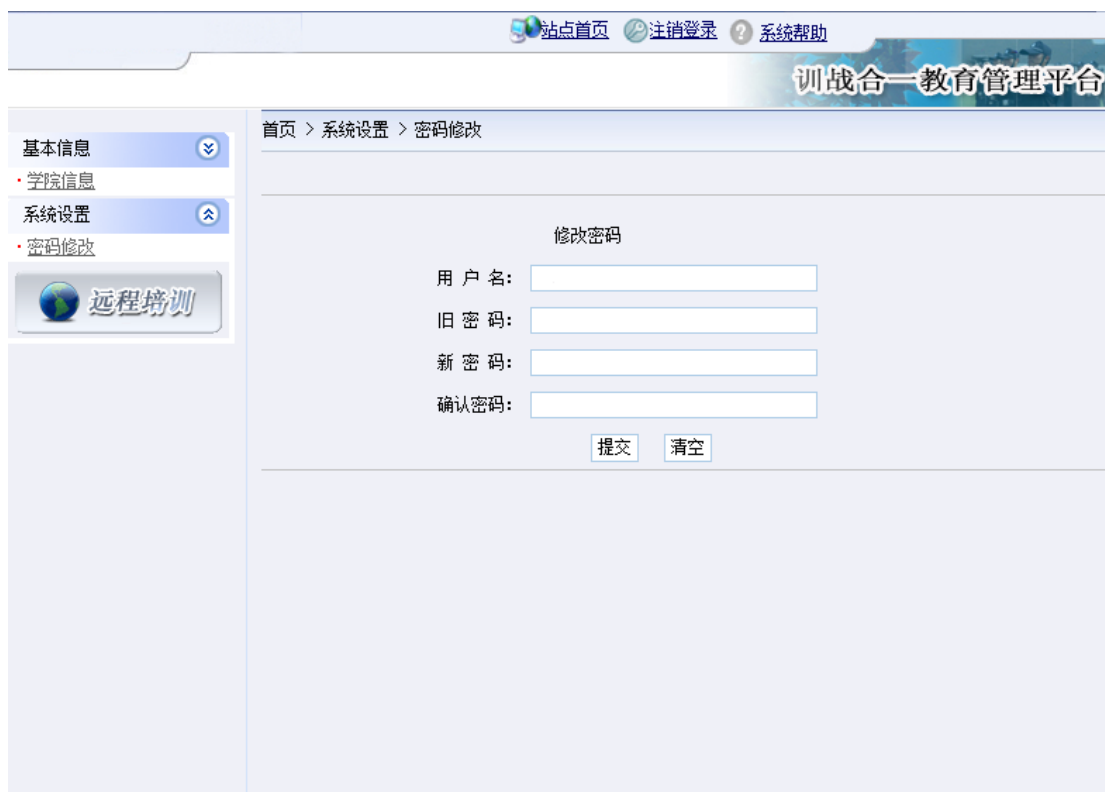 站点首页 注销登录 系统帮助
训战合一教育管理平台
首页 > 系统设置 > 密码修改
基本信息
·学院信息
系统设置
·密码修改
远程培训
修改密码
用 户 名：
旧 密 码：
新 密 码：
确认密码：
提交 清空